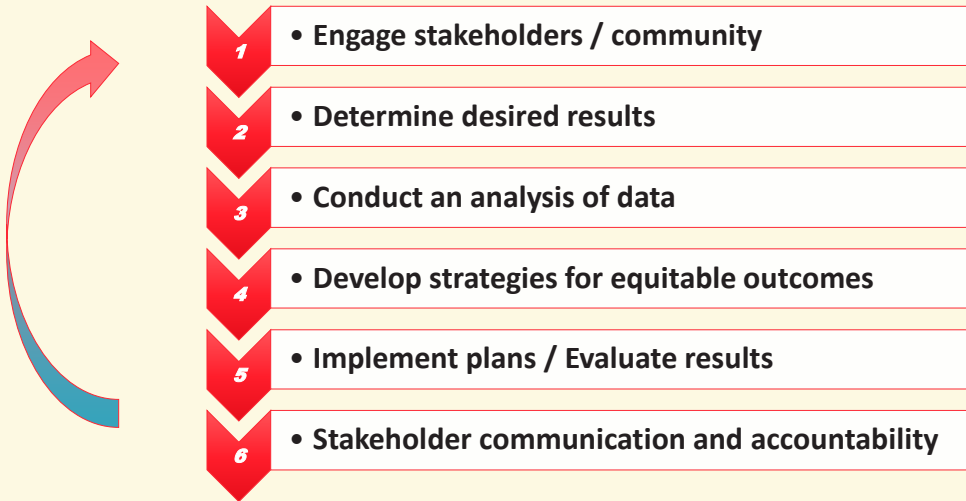 1 • Engage stakeholders / community
2 • Determine desired results
3 • Conduct an analysis of data
4 • Develop strategies for equitable outcomes
5 • Implement plans / Evaluate results
6 • Stakeholder communication and accountability